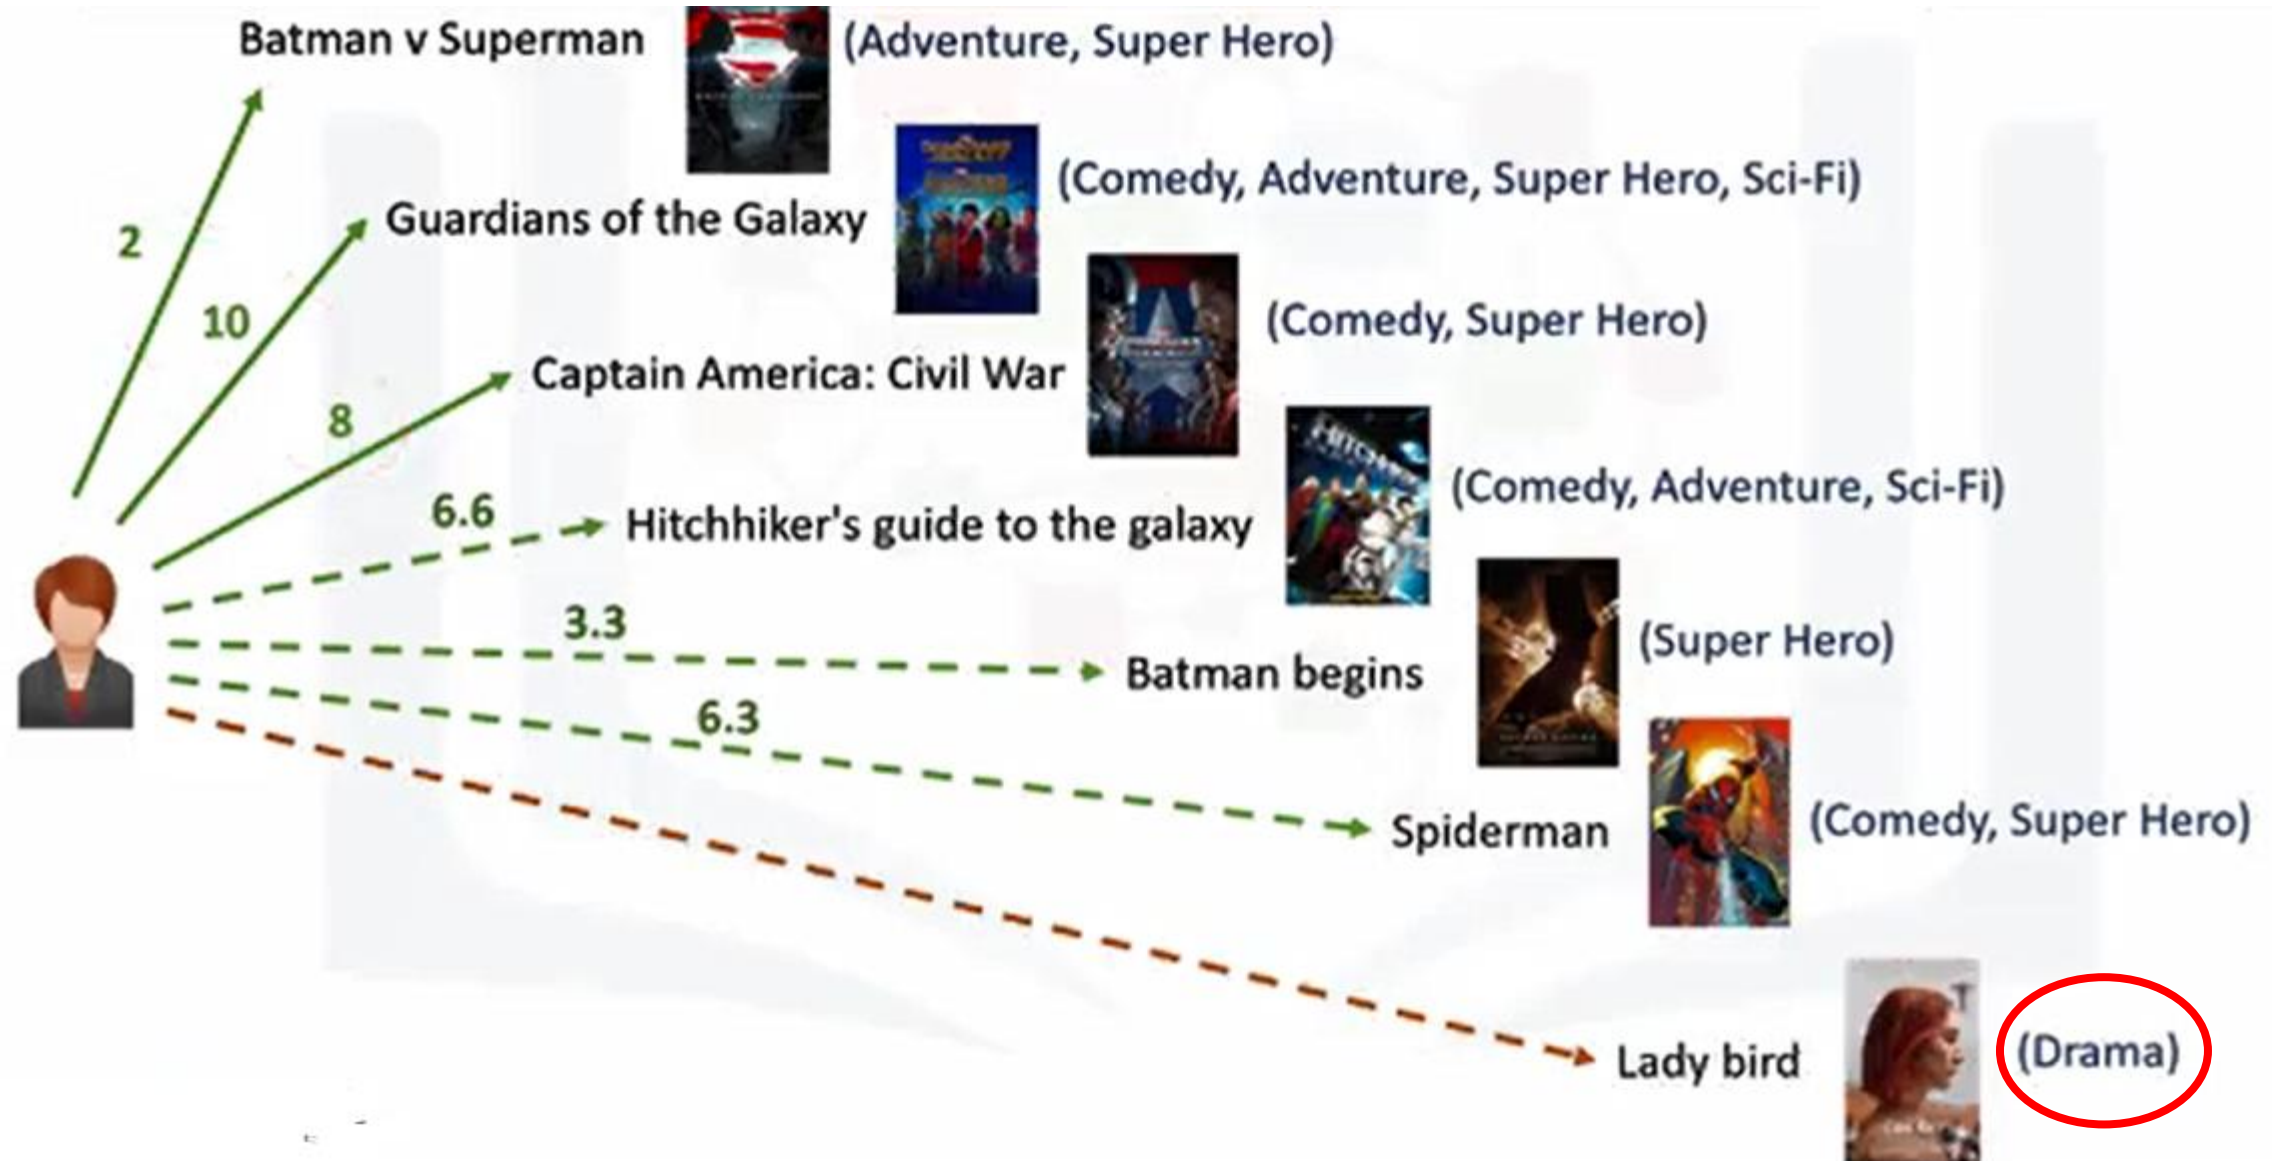 Batman v Superman
(Adventure, Super Hero)
2
Guardians of the Galaxy
(Comedy, Adventure, Super Hero, Sci-Fi)
10
Captain America: Civil War
(Comedy, Super Hero)
8
Hitchhiker's guide to the galaxy
(Comedy, Adventure, Sci-Fi)
6.6
Batman begins
(Super Hero)
3.3
Spiderman
(Comedy, Super Hero)
6.3
Lady bird
(Drama)